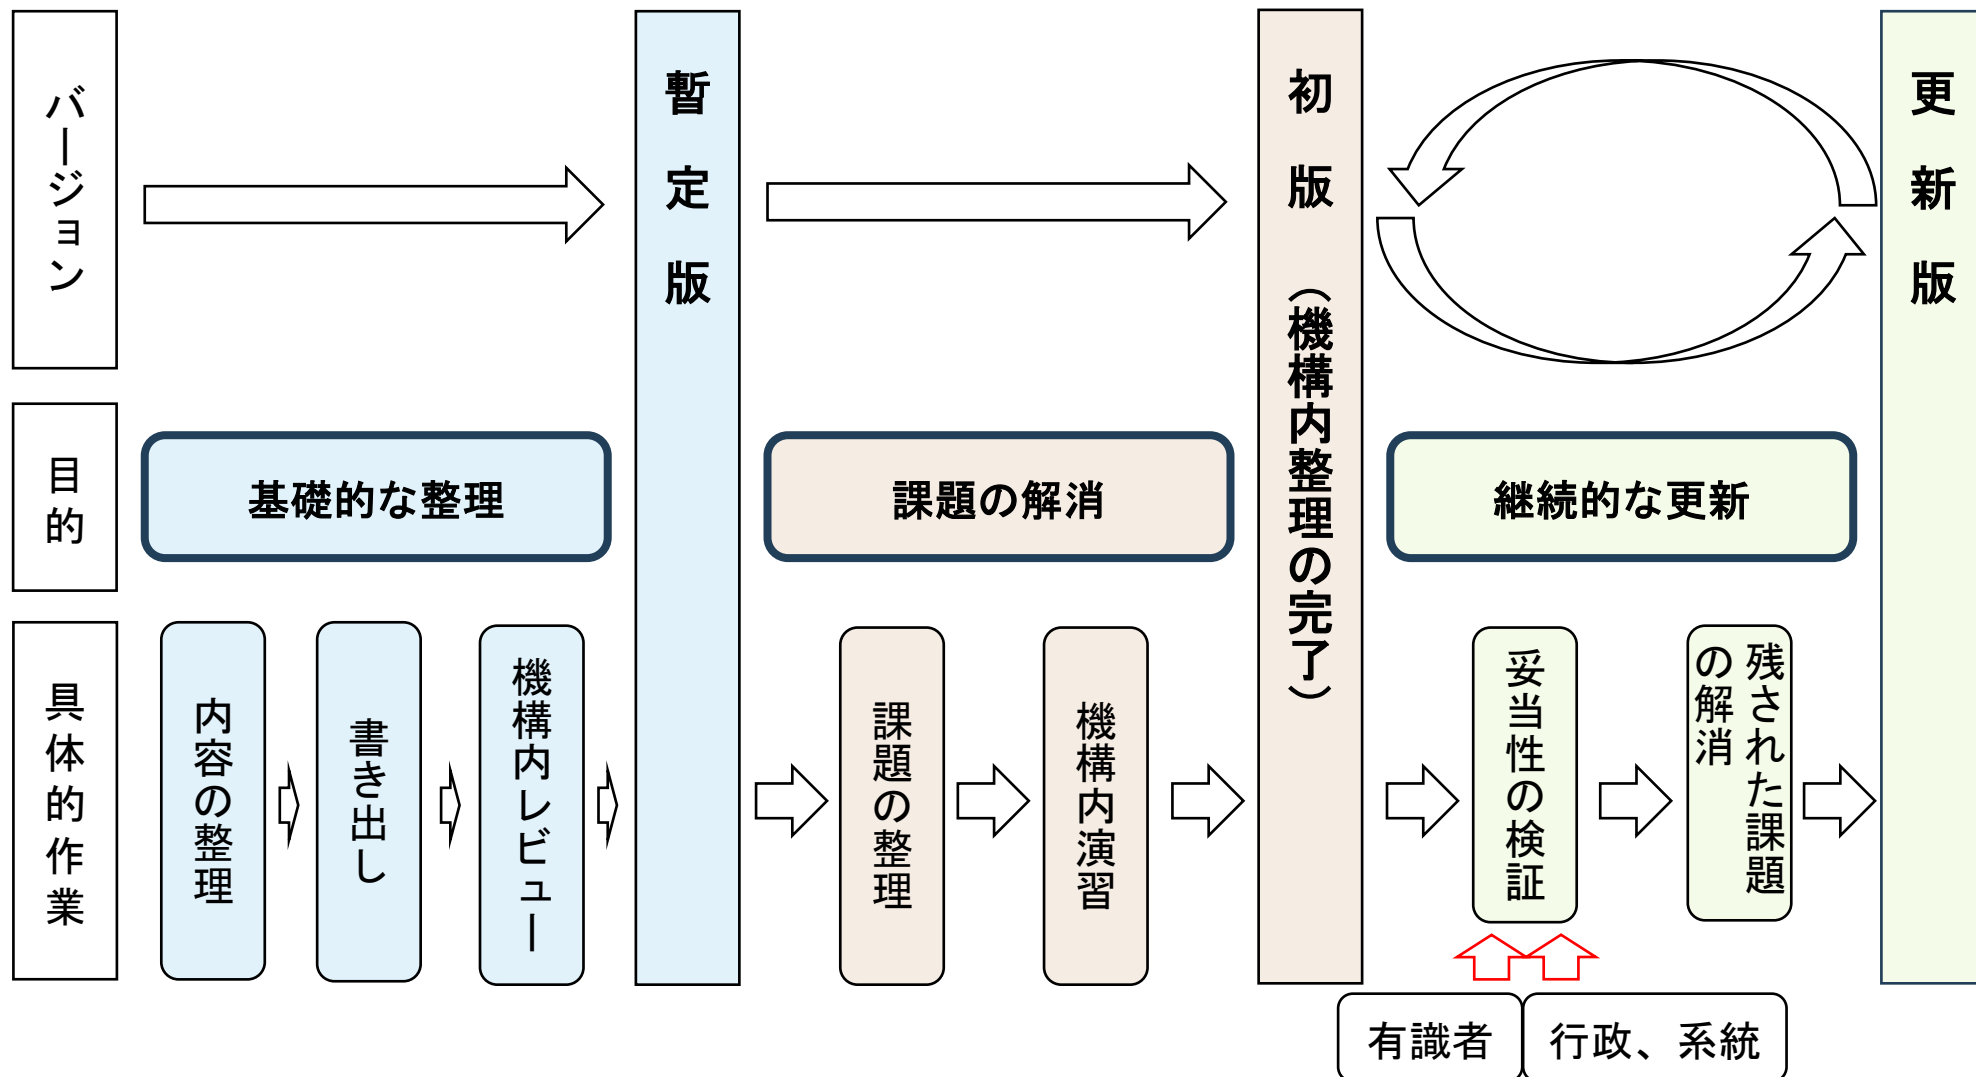 バージョン
暫定版
初版（機構内整理の完了）
更新版
目的
基礎的な整理
課題の解消
継続的な更新
具体的作業
内容の整理
書き出し
機構内レビュー
課題の整理
機構内演習
妥当性の検証
残された課題
の解消
有識者
行政、系統